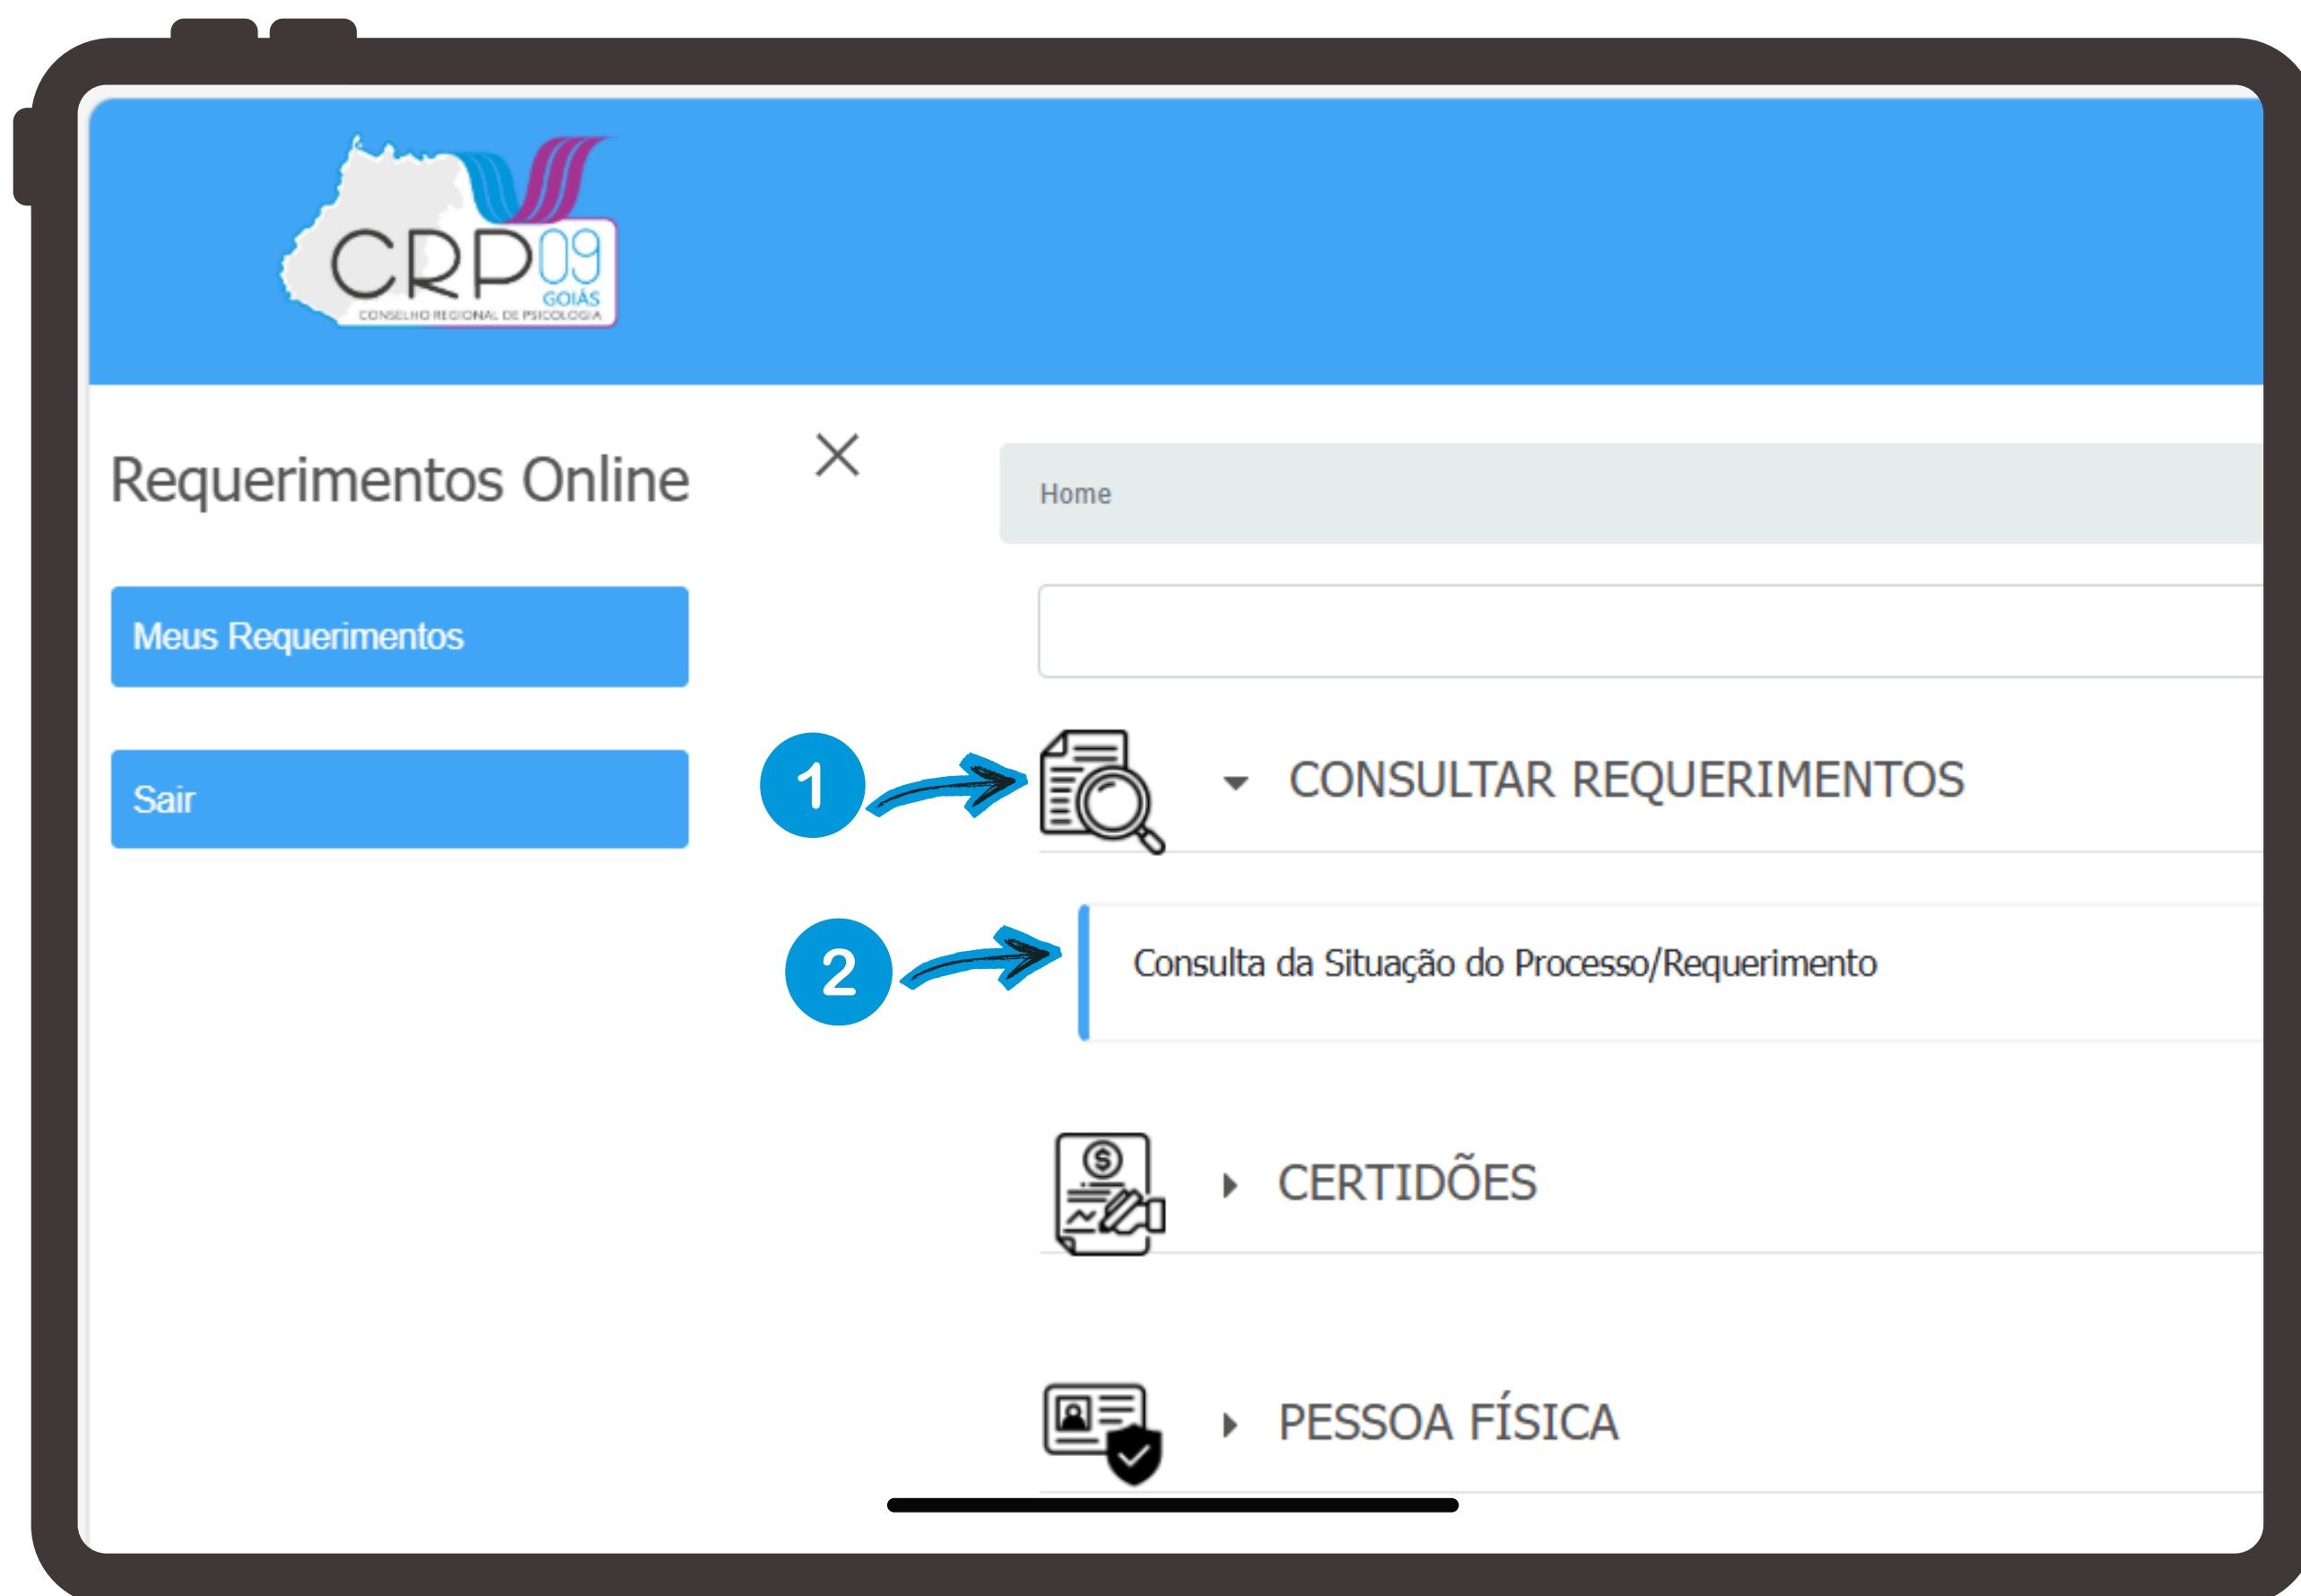 CRP09
GOIÁS
CONSELHO REGIONAL DE PSICOLOGIA
Requerimentos Online
Home
Meus Requerimentos
Sair
1
CONSULTAR REQUERIMENTOS
2
Consulta da Situação do Processo/Requerimento
CERTIDÕES
PESSOA FÍSICA